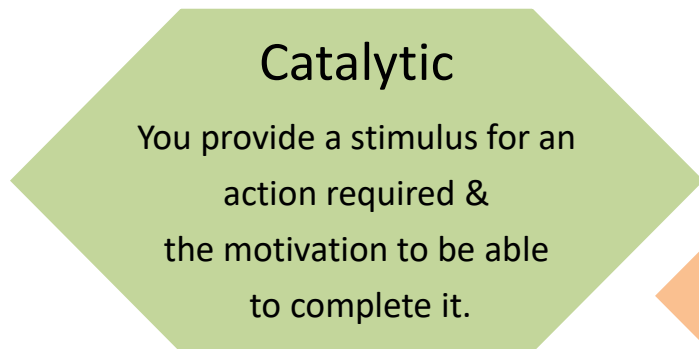 Catalytic
You provide a stimulus for an
action required &
the motivation to be able
to complete it.